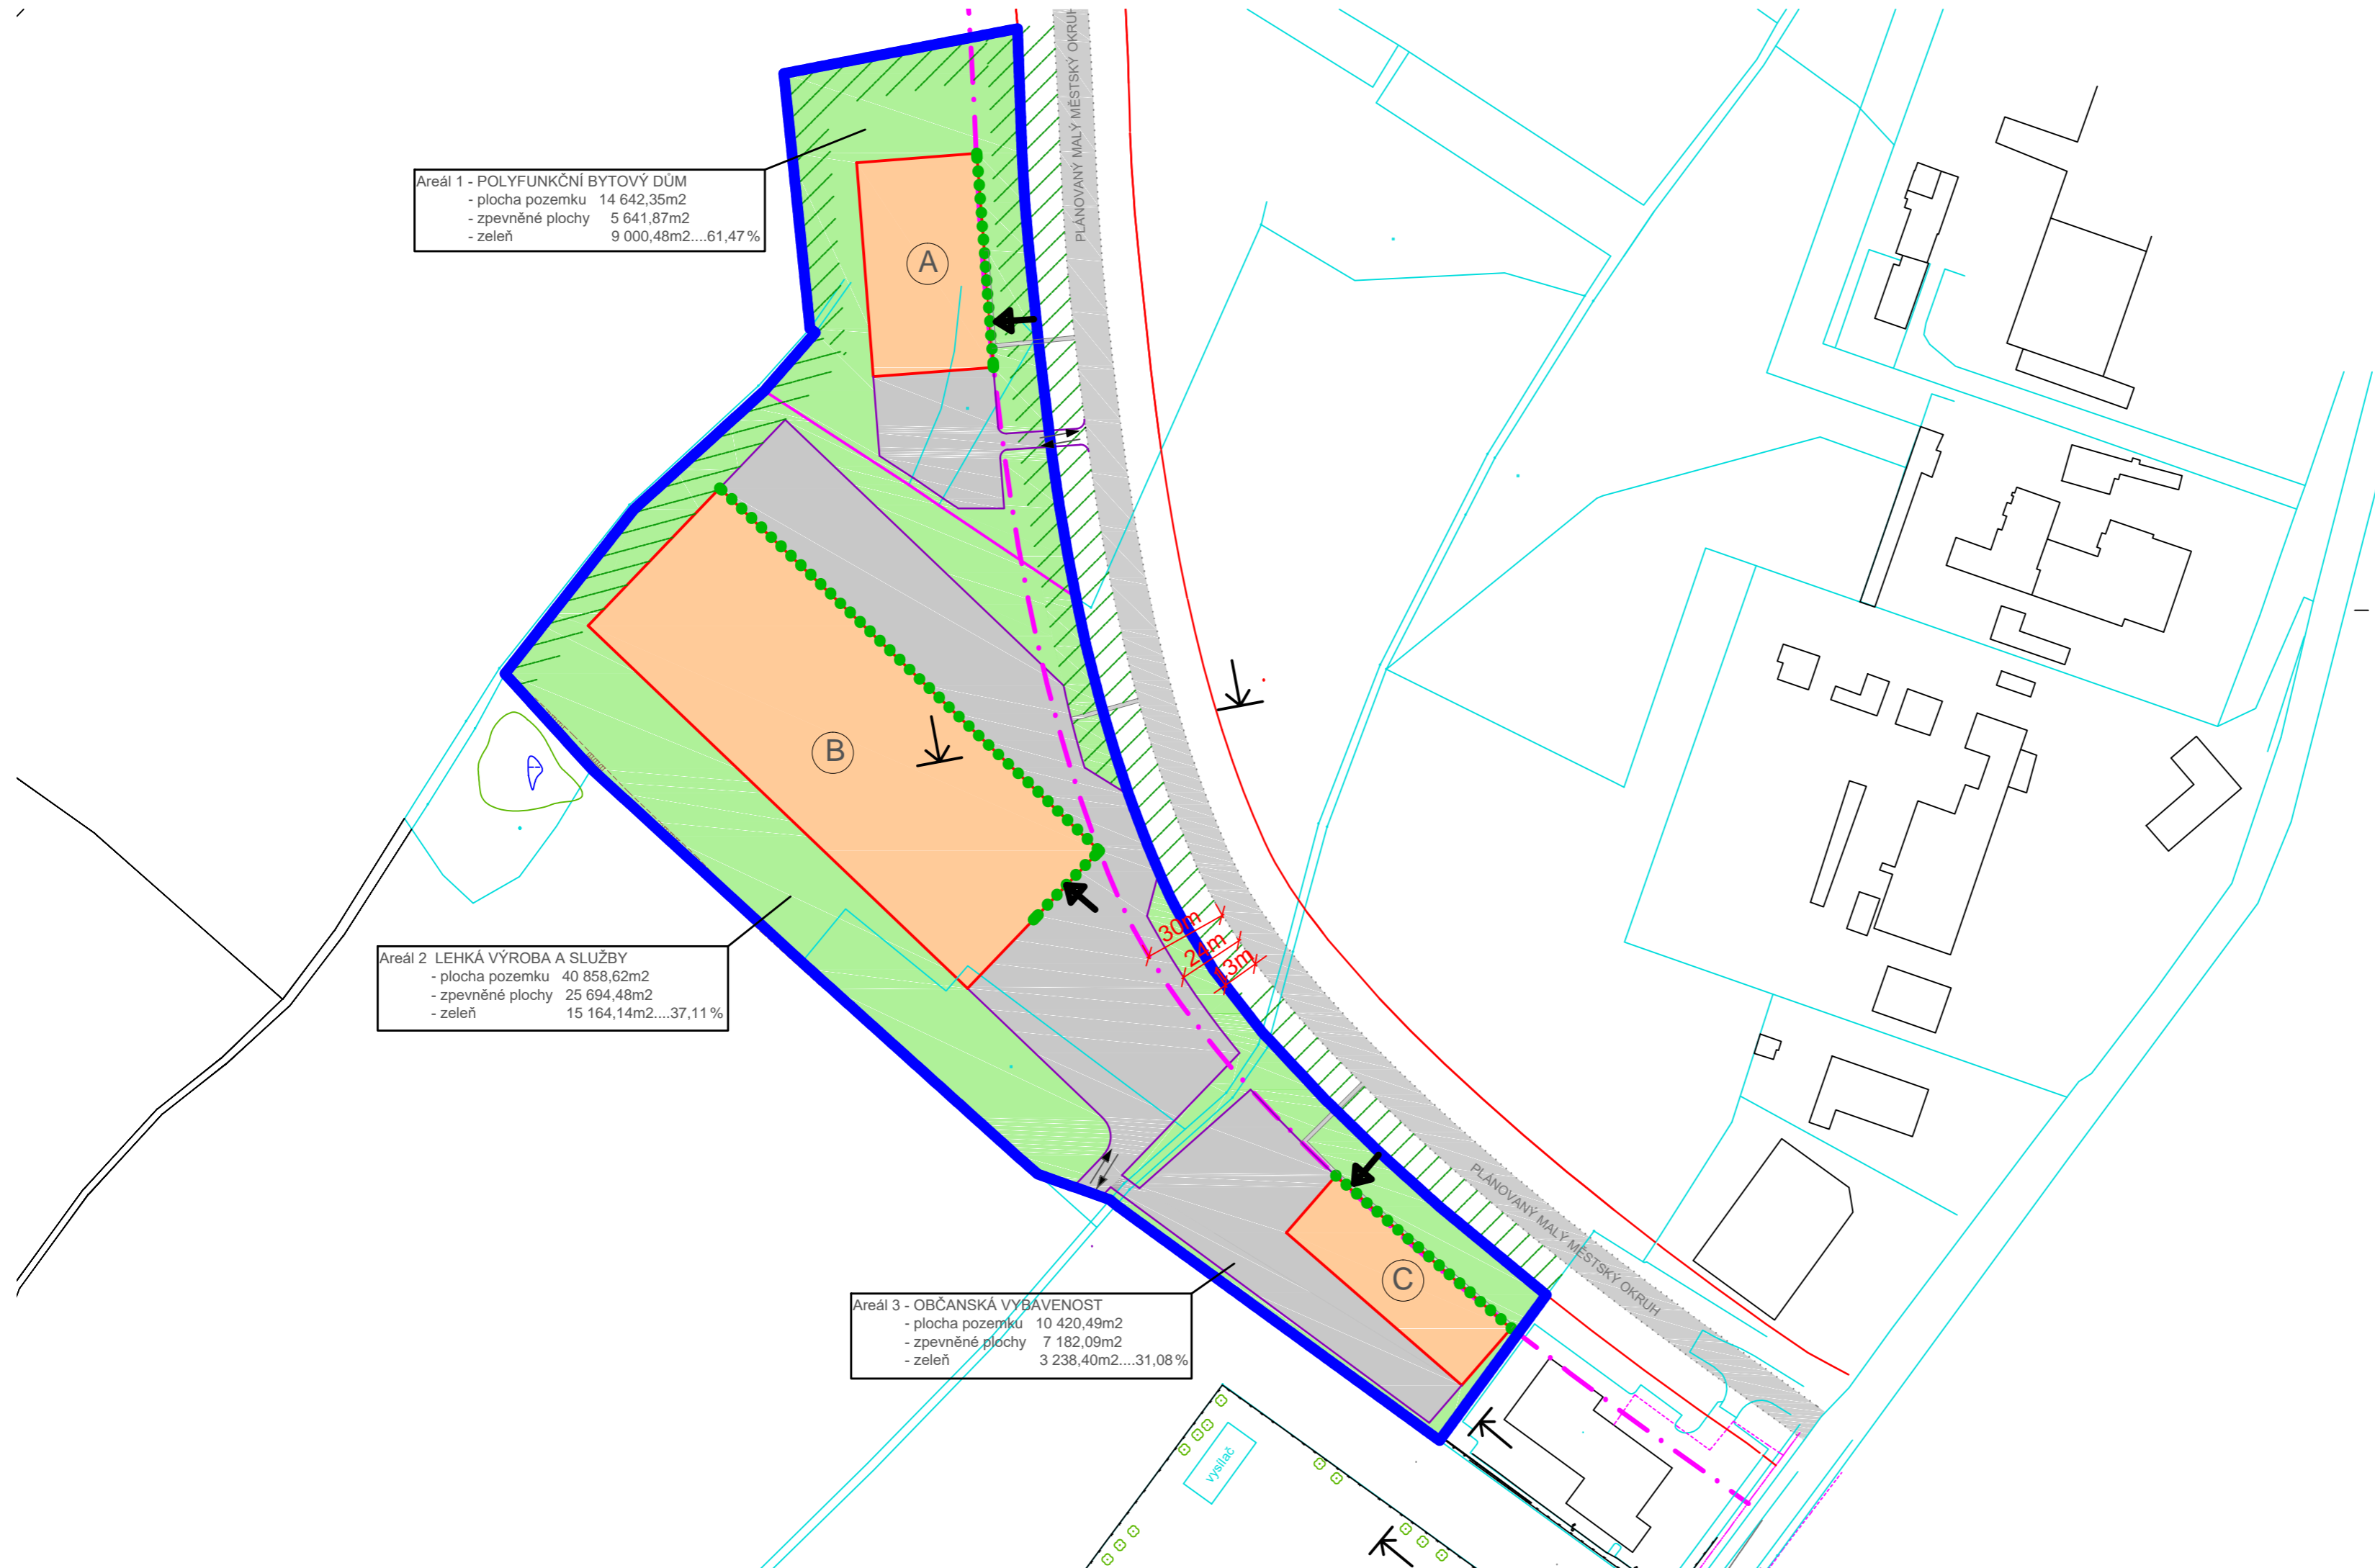 PLÁNOVANÝ MALÝ MĚSTSKÝ OKRUH
Areál 1 - POLYFUNKČNÍ BYTOVÝ DŮM
- plocha pozemku 14 642,35m2
- zpevněné plochy 5 641,87m2
- zeleň 9 000,48m2....61,47%
A
B
30m
24m
3m
Areál 2 LEHKÁ VÝROBA A SLUŽBY
- plocha pozemku 40 858,62m2
- zpevněné plochy 25 694,48m2
- zeleň 15 164,14m2....37,11%
PLÁNOVANÝ MALÝ MĚSTSKÝ OKRUH
C
Areál 3 - OBČANSKÁ VYBAVENOST
- plocha pozemku 10 420,49m2
- zpevněné plochy 7 182,09m2
- zeleň 3 238,40m2....31,08%
vysílač